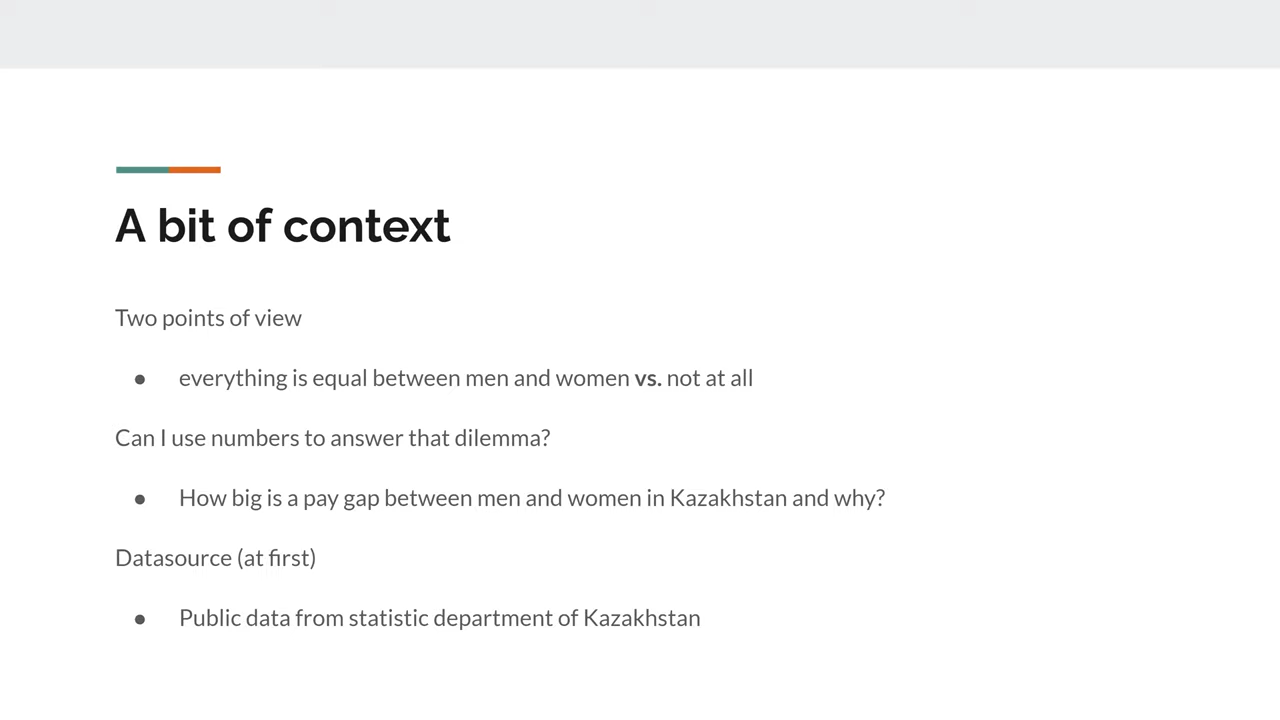 A bit of context
Two points of view
● everything is equal between men and women vs. not at all
Can I use numbers to answer that dilemma?
● How big is a pay gap between men and women in Kazakhstan and why?
Datasource (at first)
● Public data from statistic department of Kazakhstan